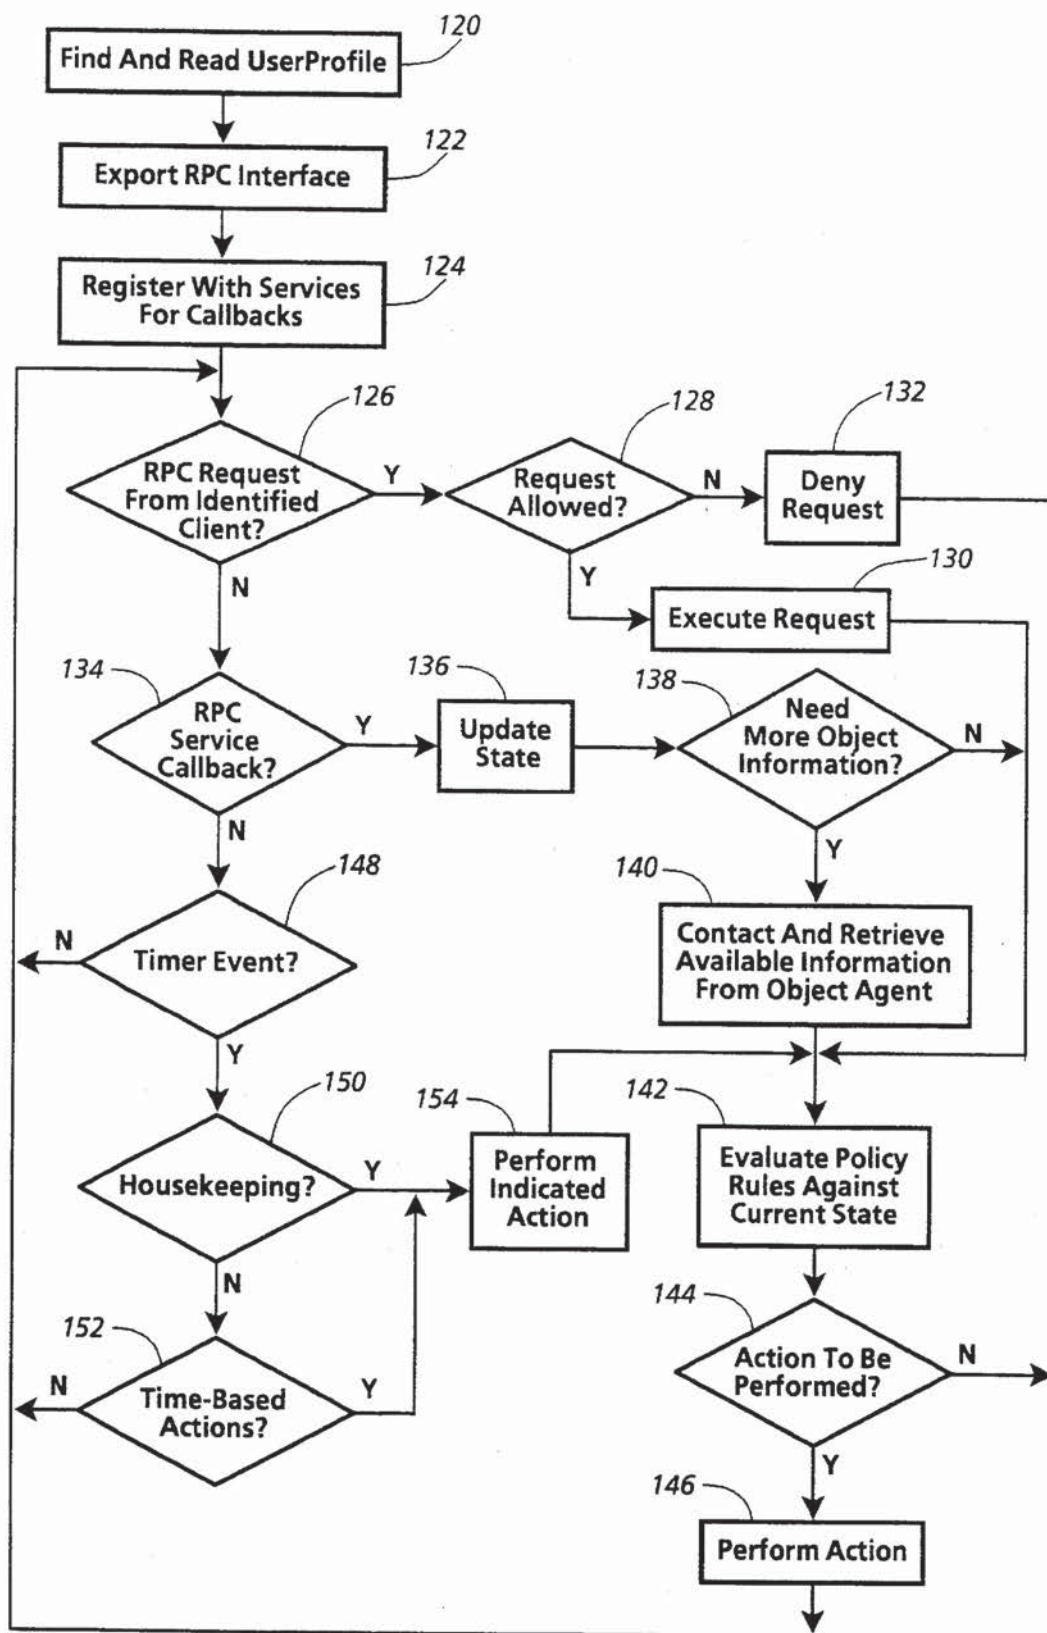 120
Find And Read UserProfile
122
Export RPC Interface
124
Register With Services
For Callbacks
126
RPC Request
From Identified
Client?
Y
N
128
Request
Allowed?
N
Y
132
Deny
Request
130
Execute Request
134
RPC
Service
Callback?
Y
N
136
Update
State
138
Need
More Object
Information?
N
Y
140
Contact And Retrieve
Available Information
From Object Agent
148
Timer Event?
N
Y
150
Housekeeping?
Y
N
154
Perform
Indicated
Action
142
Evaluate Policy
Rules Against
Current State
152
Time-Based
Actions?
N
Y
144
Action To Be
Performed?
N
Y
146
Perform Action